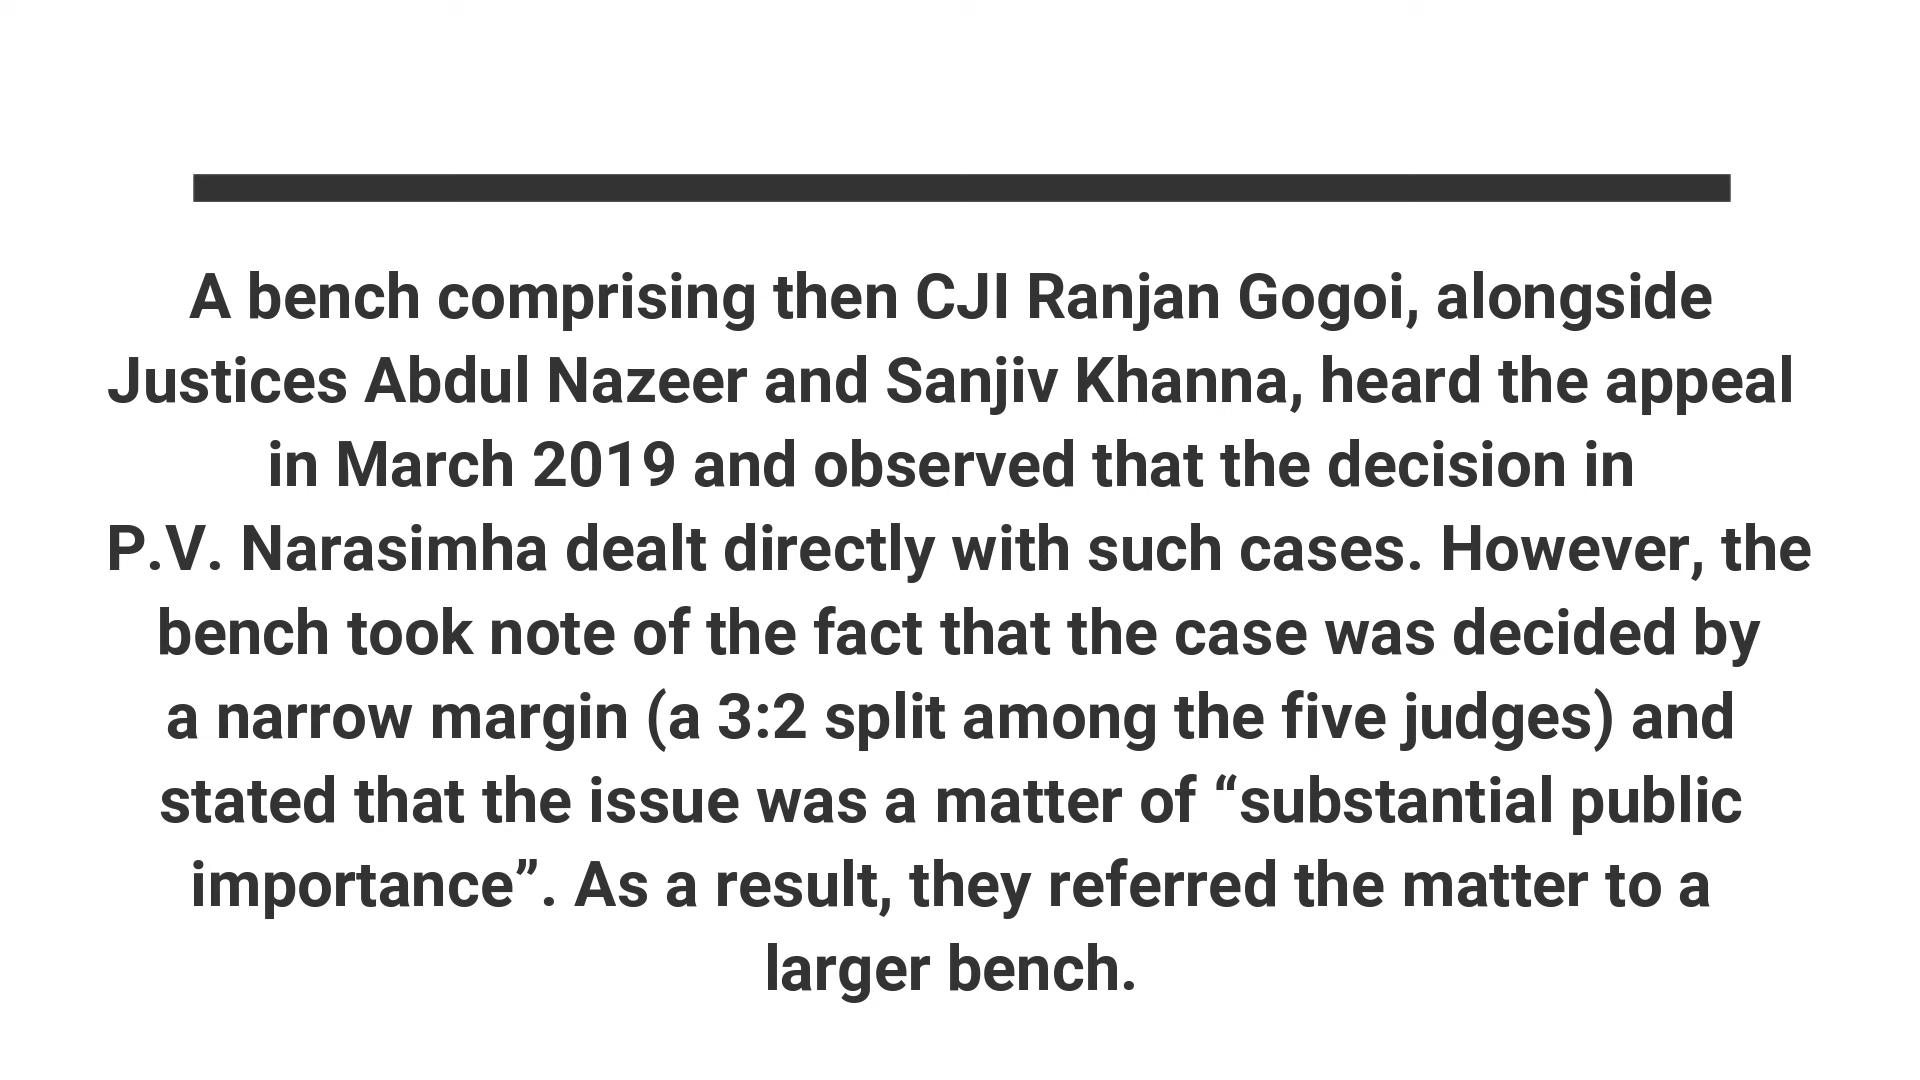 A bench comprising then CJI Ranjan Gogoi, alongside
Justices Abdul Nazeer and Sanjiv Khanna, heard the appeal
in March 2019 and observed that the decision in
P.V. Narasimha dealt directly with such cases. However, the
bench took note of the fact that the case was decided by
a narrow margin (a 3:2 split among the five judges) and
stated that the issue was a matter of “substantial public
importance”. As a result, they referred the matter to a
larger bench.